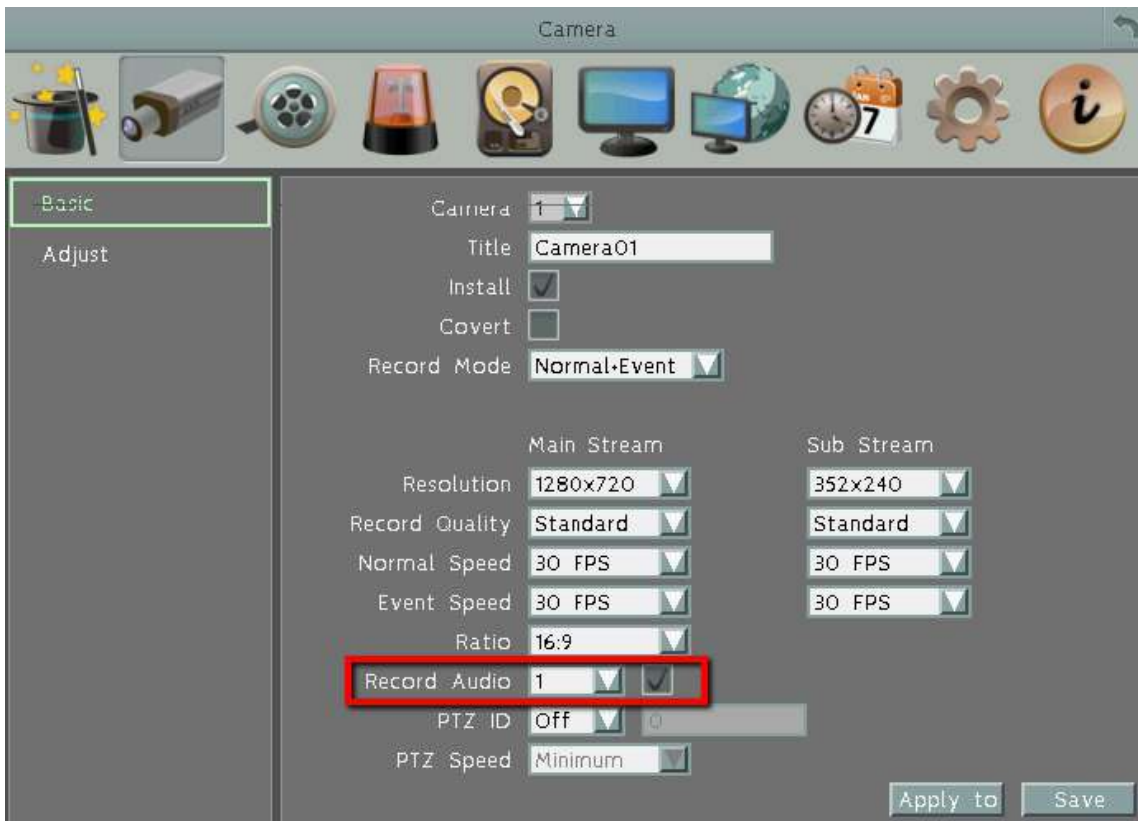 Camera
7
i
Basic
Adjust
Camera 1
Title Camera01
Install
Covert
Record Mode Normal+Event
Main Stream Sub Stream
Resolution 1280x720 352x240
Record Quality Standard Standard
Normal Speed 30 FPS 30 FPS
Event Speed 30 FPS 30 FPS
Ratio 16:9
Record Audio 1
PTZ ID Off 0
PTZ Speed Minimum
Apply to Save